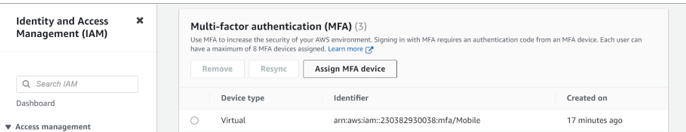 Identity and Access
Management (IAM)
Search IAM
Dashboard
Access management
Multi-factor authentication (MFA) (3)
Use MFA to increase the security of your AWS environment. Signing in with MFA requires an authentication code from an MFA device. Each user can
have a maximum of 8 MFA devices assigned. Learn more
Remove Resync Assign MFA device
Device type Identifier Created on
Virtual arn:aws:iam::230382930038:mfa/Mobile 17 minutes ago